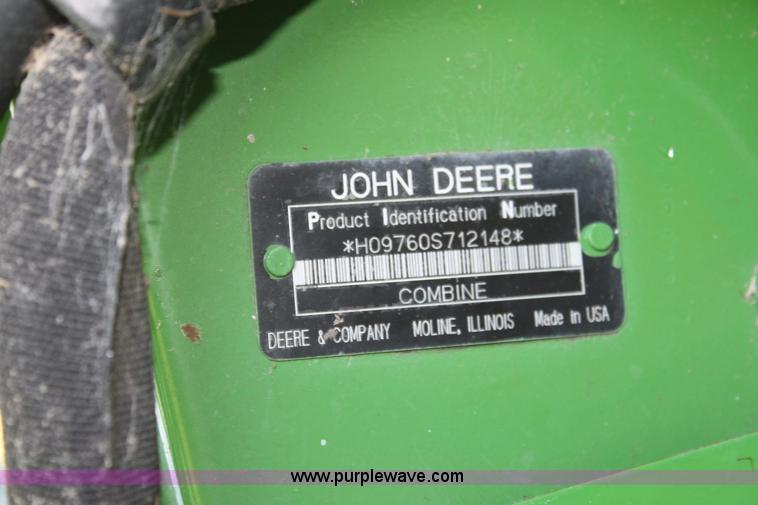 JOHN DEERE
Product Identification Number
*H09760S712148*
COMBINE
DEERE & COMPANY MOLINE, ILLINOIS Made in USA
www.purplewave.com